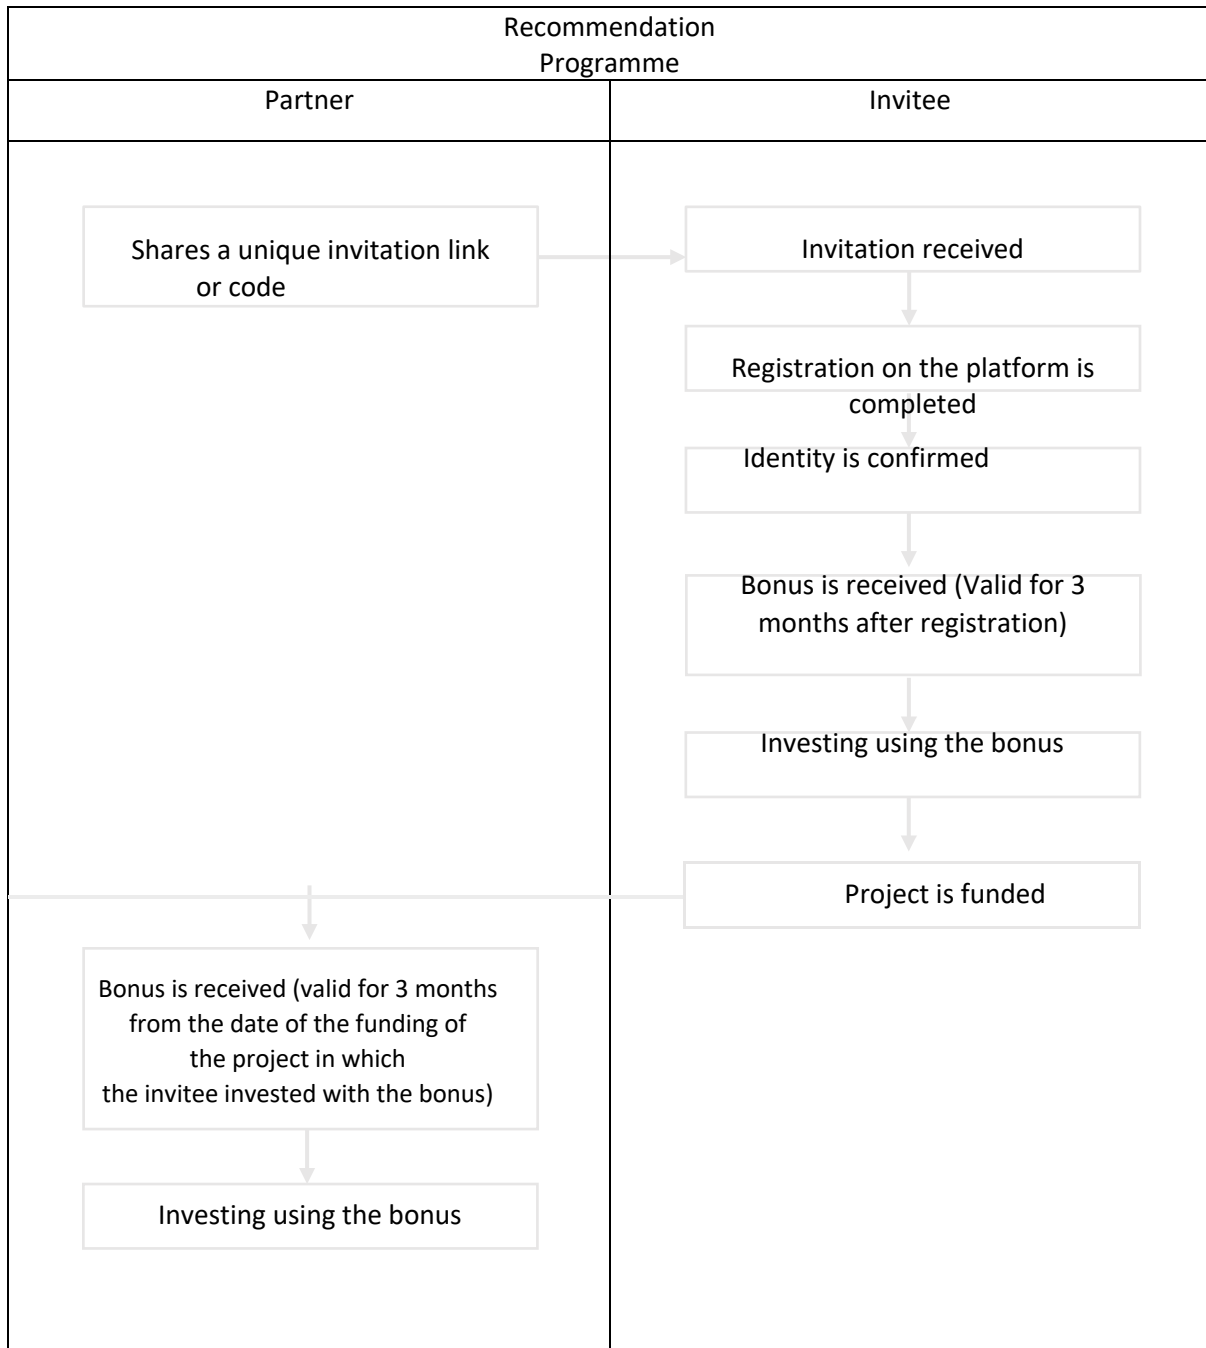 Recommendation
Programme
Partner
Invitee
Shares a unique invitation link
or code
Invitation received
Registration on the platform is
completed
Identity is confirmed
Bonus is received (Valid for 3
months after registration)
Investing using the bonus
Project is funded
Bonus is received (valid for 3 months
from the date of the funding of
the project in which
the invitee invested with the bonus)
Investing using the bonus